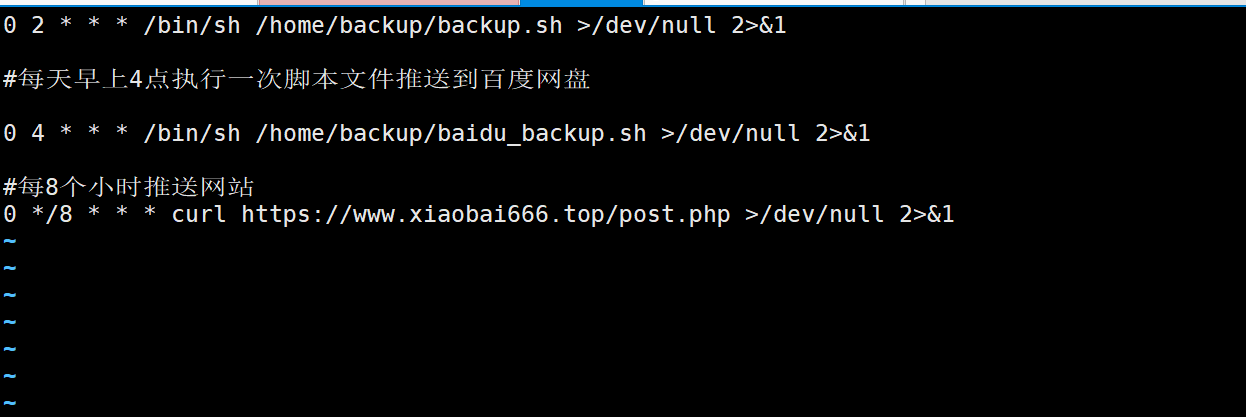 0 2 * * * /bin/sh /home/backup/backup.sh >/dev/null 2>&1
#每天早上4点执行一次脚本文件推送到百度网盘
0 4 * * * /bin/sh /home/backup/baidu_backup.sh >/dev/null 2>&1
#每8个小时推送网站
0 */8 * * * curl https://www.xiaobai666.top/post.php >/dev/null 2>&1
~
~
~
~
~
~
~